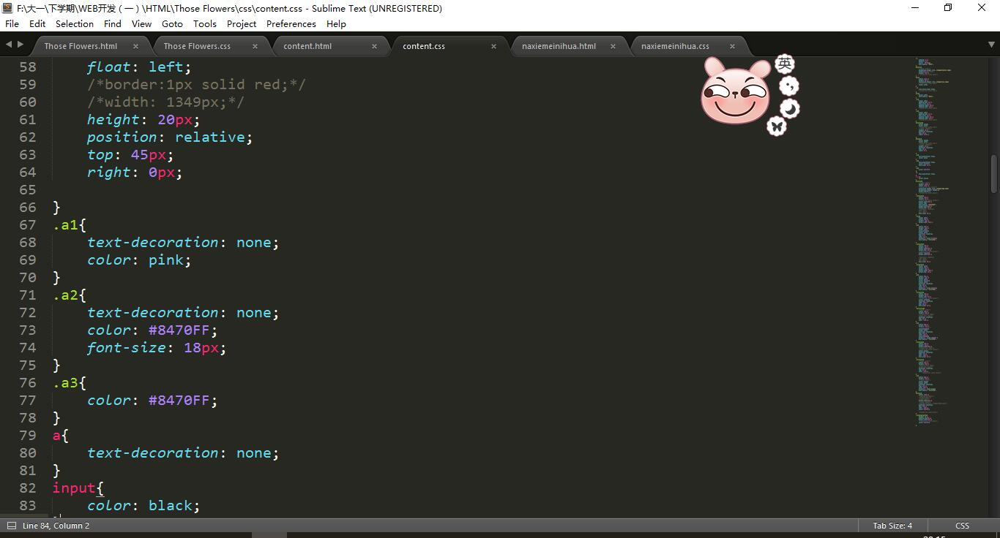 F:\大一\下学期\WEB开发（一）\HTML\Those Flowers\css\content.css - Sublime Text (UNREGISTERED)
File Edit Selection Find View Goto Tools Project Preferences Help
Those Flowers.html × Those Flowers.css × content.html × content.css × naxiemeinihua.html × naxiemeinihua.css ×
英
58 float: left;
59 /*border:1px solid red;*/
60 /*width: 1349px;*/
61 height: 20px;
62 position: relative;
63 top: 45px;
64 right: 0px;
65
66 }
67 .a1{
68 text-decoration: none;
69 color: pink;
70 }
71 .a2{
72 text-decoration: none;
73 color: #8470FF;
74 font-size: 18px;
75 }
76 .a3{
77 color: #8470FF;
78 }
79 a{
80 text-decoration: none;
81 }
82 input{
83 color: black;
Line 84, Column 2 Tab Size: 4 CSS